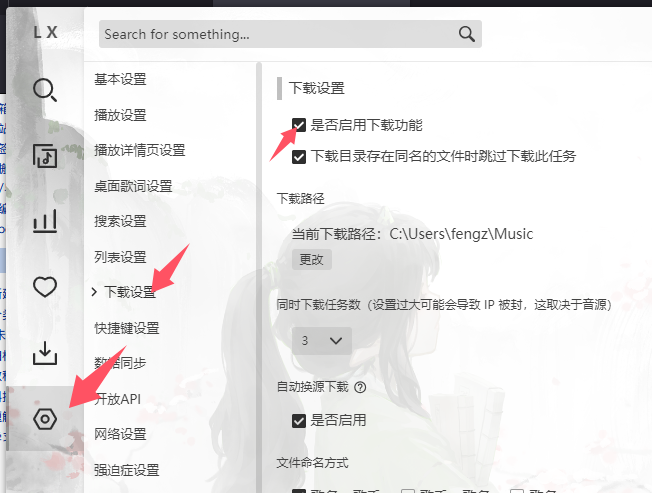 LX
Search for something...
基本设置
播放设置
播放详情页设置
桌面歌词设置
搜索设置
列表设置
下载设置
快捷键设置
数据同步
开放API
网络设置
强迫症设置
下载设置
是否启用下载功能
下载目录存在同名的文件时跳过下载此任务
下载路径
当前下载路径：C:\Users\fengz\Music
更改
同时下载任务数（设置过大可能会导致 IP 被封，这取决于音源）
3
自动换源下载
是否启用
文件命名方式